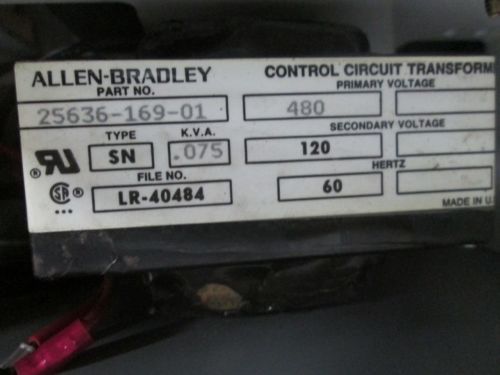 ALLEN-BRADLEY CONTROL CIRCUIT TRANSFORM
PART NO. PRIMARY VOLTAGE
25636-169-01 480
TYPE K.V.A. SECONDARY VOLTAGE
SN .075 120
FILE NO. HERTZ
LR-40484 60
MADE IN U.